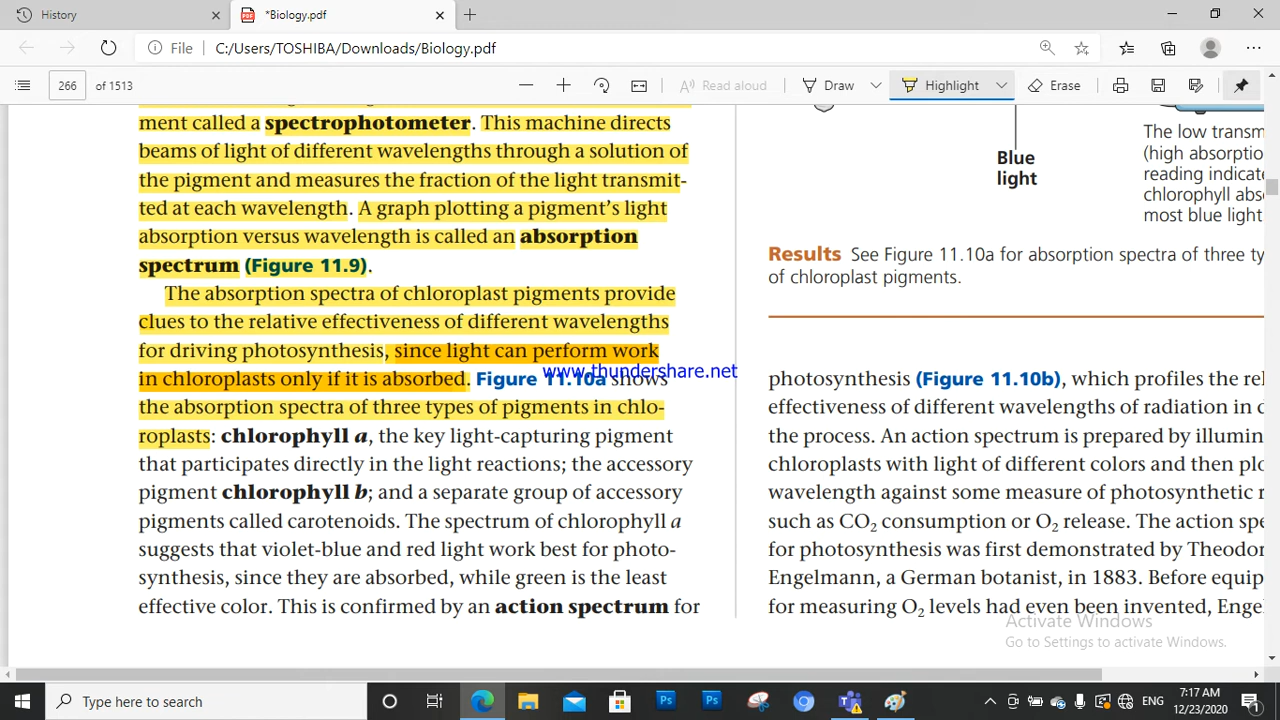 History
*Biology.pdf
File
C:/Users/TOSHIBA/Downloads/Biology.pdf
266 of 1513
Read aloud
Draw
Highlight
Erase
ment called a spectrophotometer. This machine directs
beams of light of different wavelengths through a solution of
the pigment and measures the fraction of the light transmit-
ted at each wavelength. A graph plotting a pigment's light
absorption versus wavelength is called an absorption
spectrum (Figure 11.9).
The absorption spectra of chloroplast pigments provide
clues to the relative effectiveness of different wavelengths
for driving photosynthesis, since light can perform work
in chloroplasts only if it is absorbed. Figure 11.10a shows
the absorption spectra of three types of pigments in chlo-
roplasts: chlorophyll a, the key light-capturing pigment
that participates directly in the light reactions; the accessory
pigment chlorophyll b; and a separate group of accessory
pigments called carotenoids. The spectrum of chlorophyll a
suggests that violet-blue and red light work best for photo-
synthesis, since they are absorbed, while green is the least
effective color. This is confirmed by an action spectrum for
www.thundershare.net
Blue
light
The low transm
(high absorptio
reading indicate
chlorophyll abs
most blue light
Results See Figure 11.10a for absorption spectra of three ty
of chloroplast pigments.
photosynthesis (Figure 11.10b), which profiles the rel
effectiveness of different wavelengths of radiation in d
the process. An action spectrum is prepared by illumin
chloroplasts with light of different colors and then plo
wavelength against some measure of photosynthetic r
such as CO₂ consumption or O₂ release. The action spe
for photosynthesis was first demonstrated by Theodor
Engelmann, a German botanist, in 1883. Before equip
for measuring O₂ levels had even been invented, Enge
Activate Windows
Go to Settings to activate Windows.
Type here to search
Ps
Ps
ENG
7:17 AM
12/23/2020
1